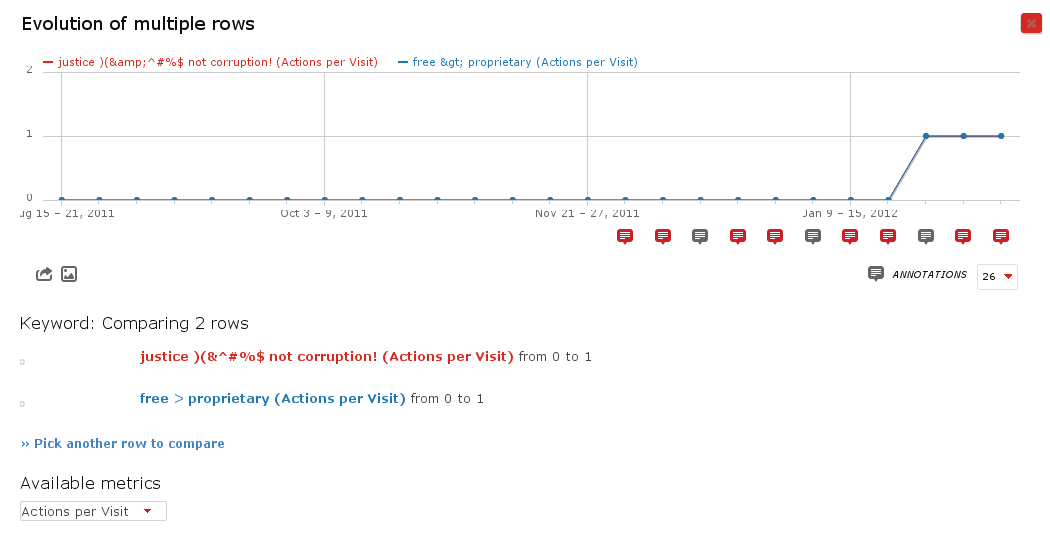 Evolution of multiple rows
justice )(&amp;^#%$ not corruption! (Actions per Visit) free &gt; proprietary (Actions per Visit)
2
1
0
ug 15 – 21, 2011 Oct 3 – 9, 2011 Nov 21 – 27, 2011 Jan 9 – 15, 2012
ANNOTATIONS 26
Keyword: Comparing 2 rows
justice )(&^#%$ not corruption! (Actions per Visit) from 0 to 1
free > proprietary (Actions per Visit) from 0 to 1
» Pick another row to compare
Available metrics
Actions per Visit